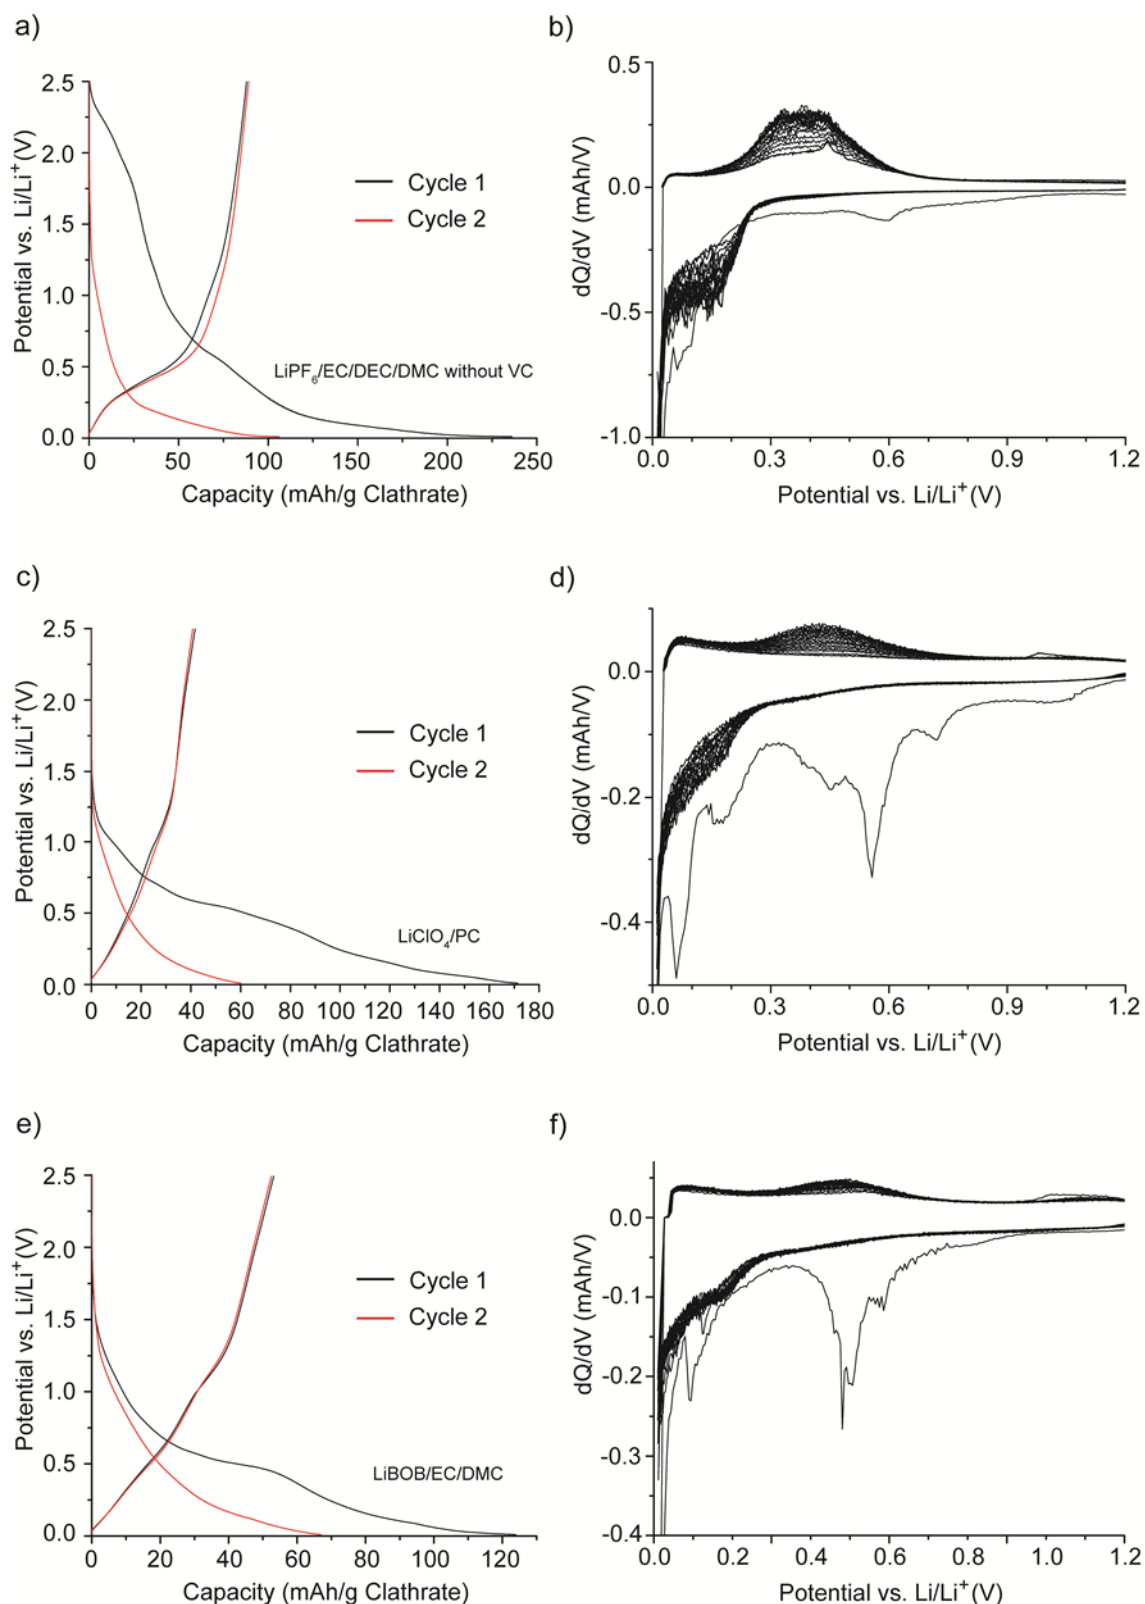 a)
2.5
2.0
1.5
1.0
0.5
0.0
Potential vs. Li/Li⁺(V)
Cycle 1
Cycle 2
LiPF₆/EC/DEC/DMC without VC
0 50 100 150 200 250
Capacity (mAh/g Clathrate)
b)
0.5
0.0
-0.5
-1.0
dQ/dV (mAh/V)
0.0 0.3 0.6 0.9 1.2
Potential vs. Li/Li⁺(V)
c)
2.5
2.0
1.5
1.0
0.5
0.0
Potential vs. Li/Li⁺(V)
Cycle 1
Cycle 2
LiClO₄/PC
0 20 40 60 80 100 120 140 160 180
Capacity (mAh/g Clathrate)
d)
0.0
-0.2
-0.4
dQ/dV (mAh/V)
0.0 0.3 0.6 0.9 1.2
Potential vs. Li/Li⁺(V)
e)
2.5
2.0
1.5
1.0
0.5
0.0
Potential vs. Li/Li⁺(V)
Cycle 1
Cycle 2
LiBOB/EC/DMC
0 20 40 60 80 100 120
Capacity (mAh/g Clathrate)
f)
0.0
-0.1
-0.2
-0.3
-0.4
dQ/dV (mAh/V)
0.0 0.2 0.4 0.6 0.8 1.0 1.2
Potential vs. Li/Li⁺(V)